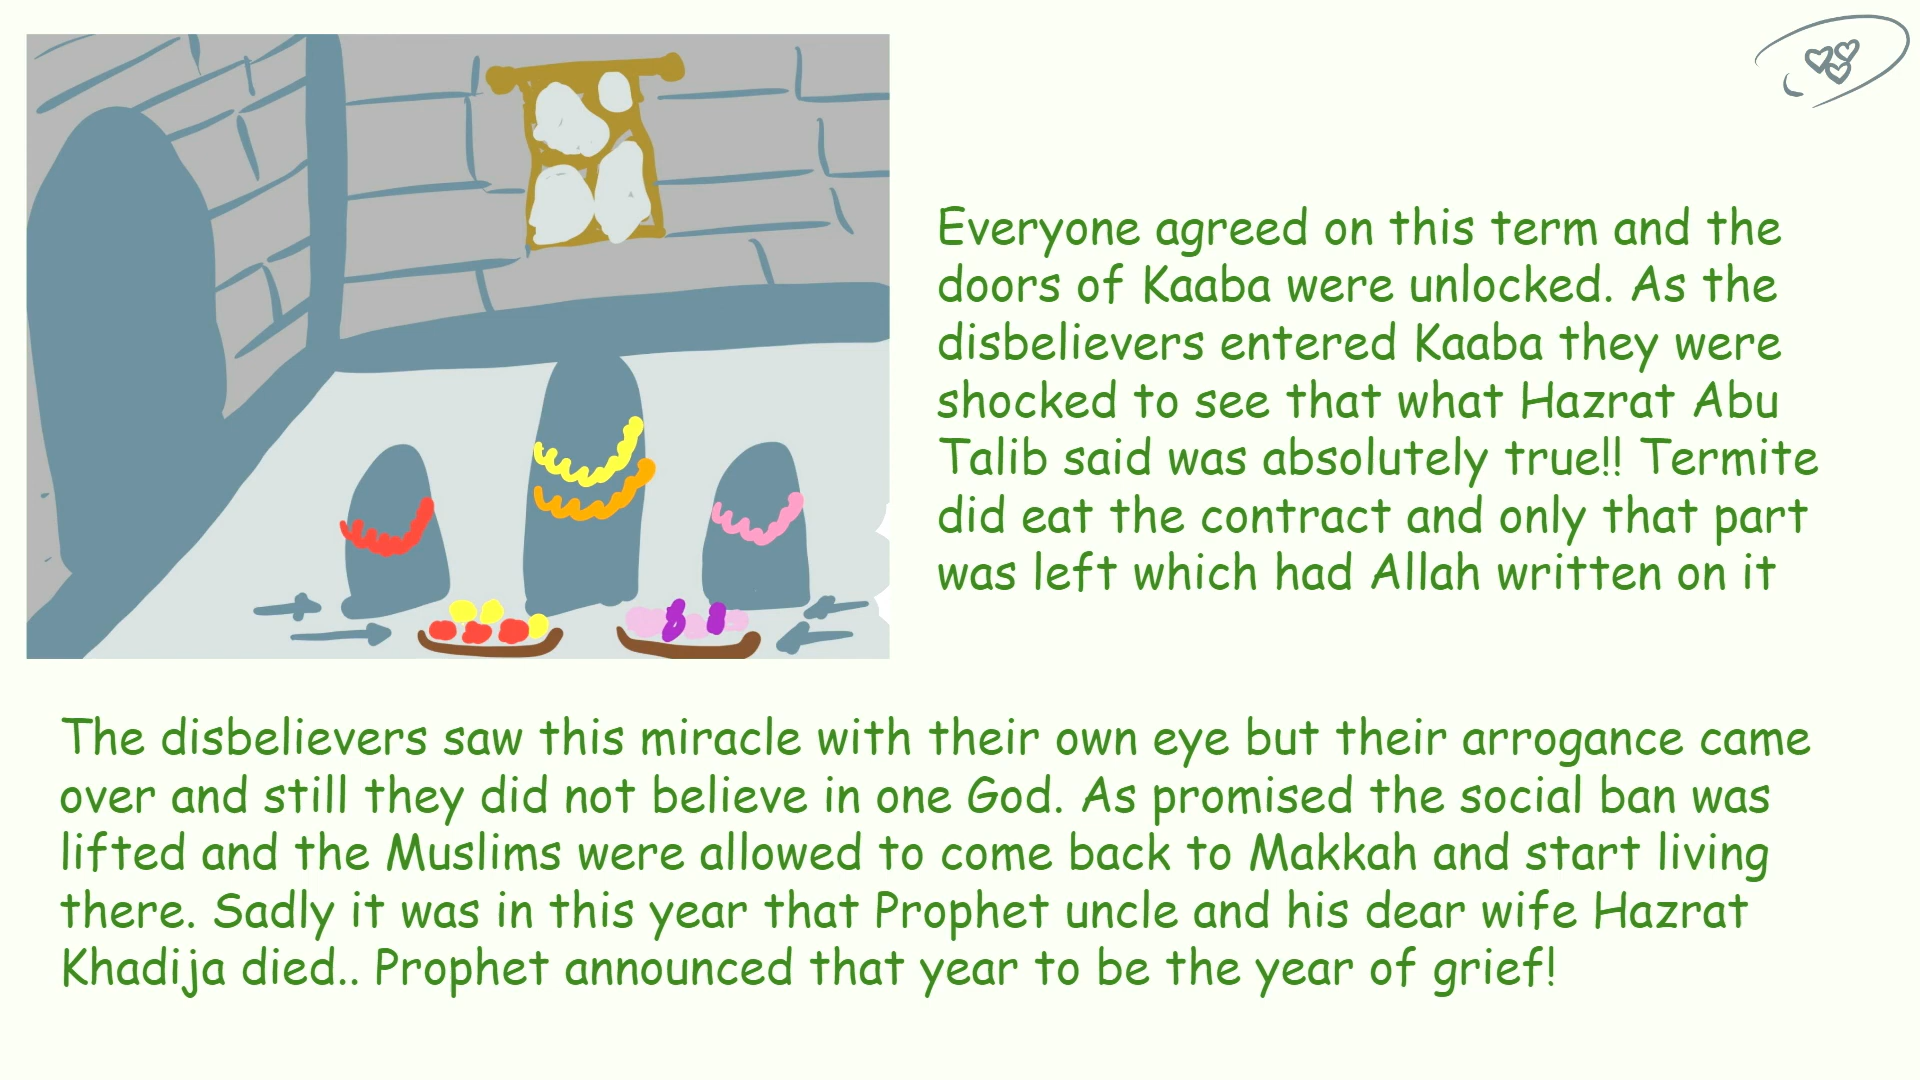 Everyone agreed on this term and the
doors of Kaaba were unlocked. As the
disbelievers entered Kaaba they were
shocked to see that what Hazrat Abu
Talib said was absolutely true!! Termite
did eat the contract and only that part
was left which had Allah written on it
The disbelievers saw this miracle with their own eye but their arrogance came
over and still they did not believe in one God. As promised the social ban was
lifted and the Muslims were allowed to come back to Makkah and start living
there. Sadly it was in this year that Prophet uncle and his dear wife Hazrat
Khadija died.. Prophet announced that year to be the year of grief!